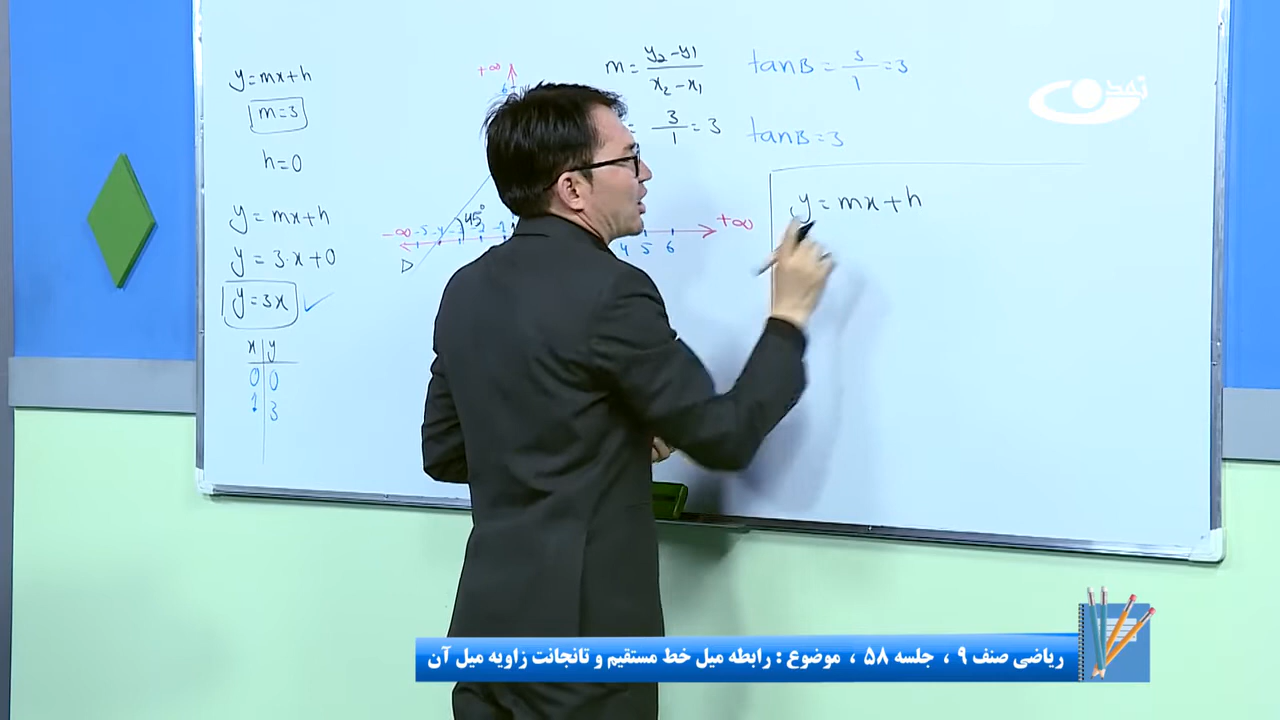 y=mx+h
m=3
h=0
y=mx+h
y=3.x+0
y=3x
x y
0 0
1 3
+∞
6
-∞ -5 -4
45°
4 5 6
+∞
m=y2-y1/x2-x1
=3/1=3
tanB=3/1=3
tanB=3
y=mx+h
ریاضی صنف ۹ ، جلسه ۵۸ ، موضوع : رابطه میل خط مستقیم و تانجانت زاویه میل آن